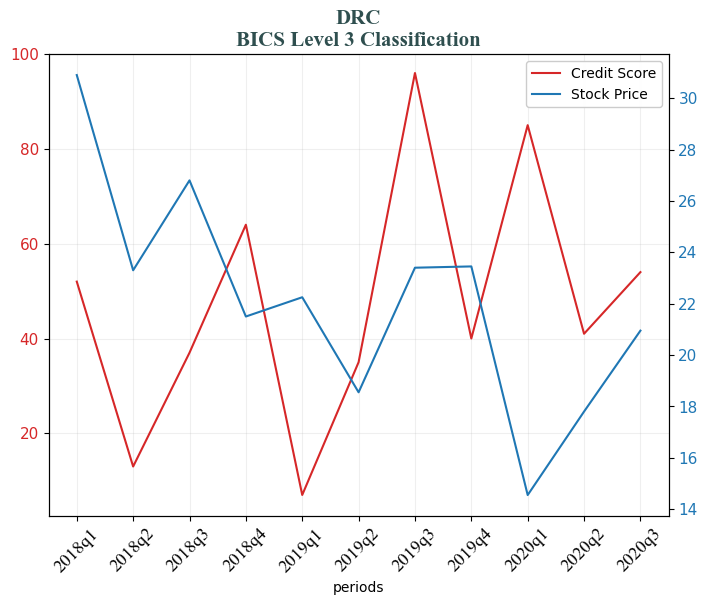 DRC
BICS Level 3 Classification
Credit Score
Stock Price
100
80
60
40
20
30
28
26
24
22
20
18
16
14
2018q1
2018q2
2018q3
2018q4
2019q1
2019q2
2019q3
2019q4
2020q1
2020q2
2020q3
periods